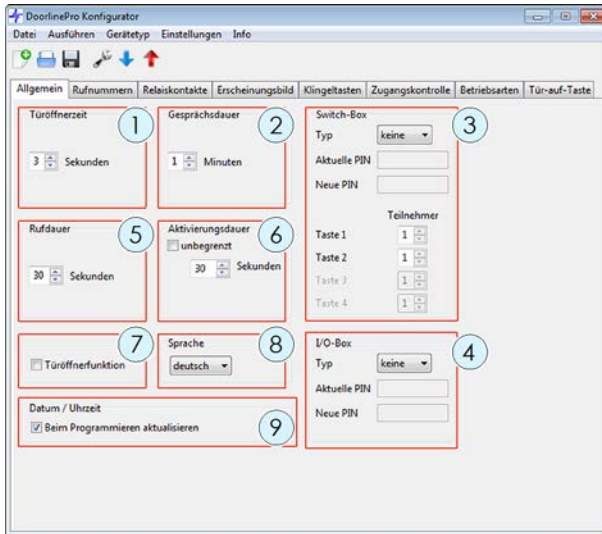 DoorlinePro Konfigurator
Datei Ausführen Gerätetyp Einstellungen Info
Allgemein Rufnummern Relaiskontakte Erscheinungsbild Klingeltasten Zugangskontrolle Betriebsarten Tür-auf-Taste
Türöffnerzeit
1
3 Sekunden
Gesprächsdauer
2
1 Minuten
Switch-Box
3
Typ keine
Aktuelle PIN
Neue PIN
Teilnehmer
Taste 1 1
Taste 2 1
Taste 3 1
Taste 4 1
Rufdauer
5
30 Sekunden
Aktivierungsdauer
6
unbegrenzt
30 Sekunden
7
Türöffnerfunktion
Sprache
8
deutsch
I/O-Box
4
Typ keine
Aktuelle PIN
Neue PIN
Datum / Uhrzeit
Beim Programmieren aktualisieren
9